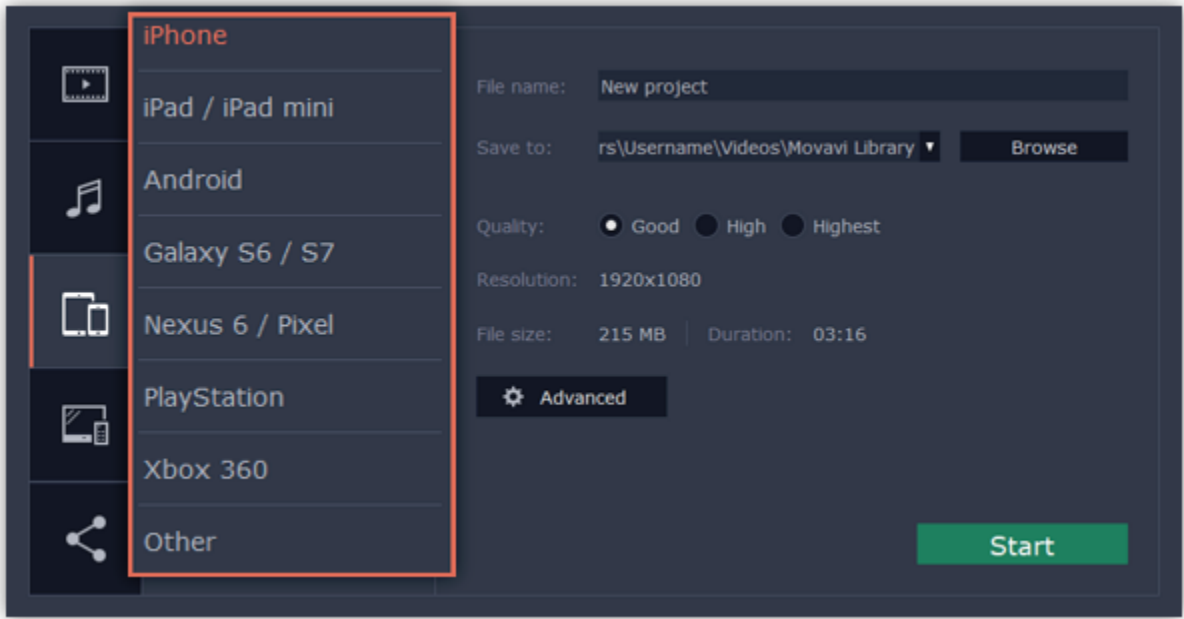 iPhone
iPad / iPad mini
Android
Galaxy S6 / S7
Nexus 6 / Pixel
PlayStation
Xbox 360
Other
File name: New project
Save to: rs\Username\Videos\Movavi Library Browse
Quality: Good High Highest
Resolution: 1920x1080
File size: 215 MB Duration: 03:16
Advanced
Start